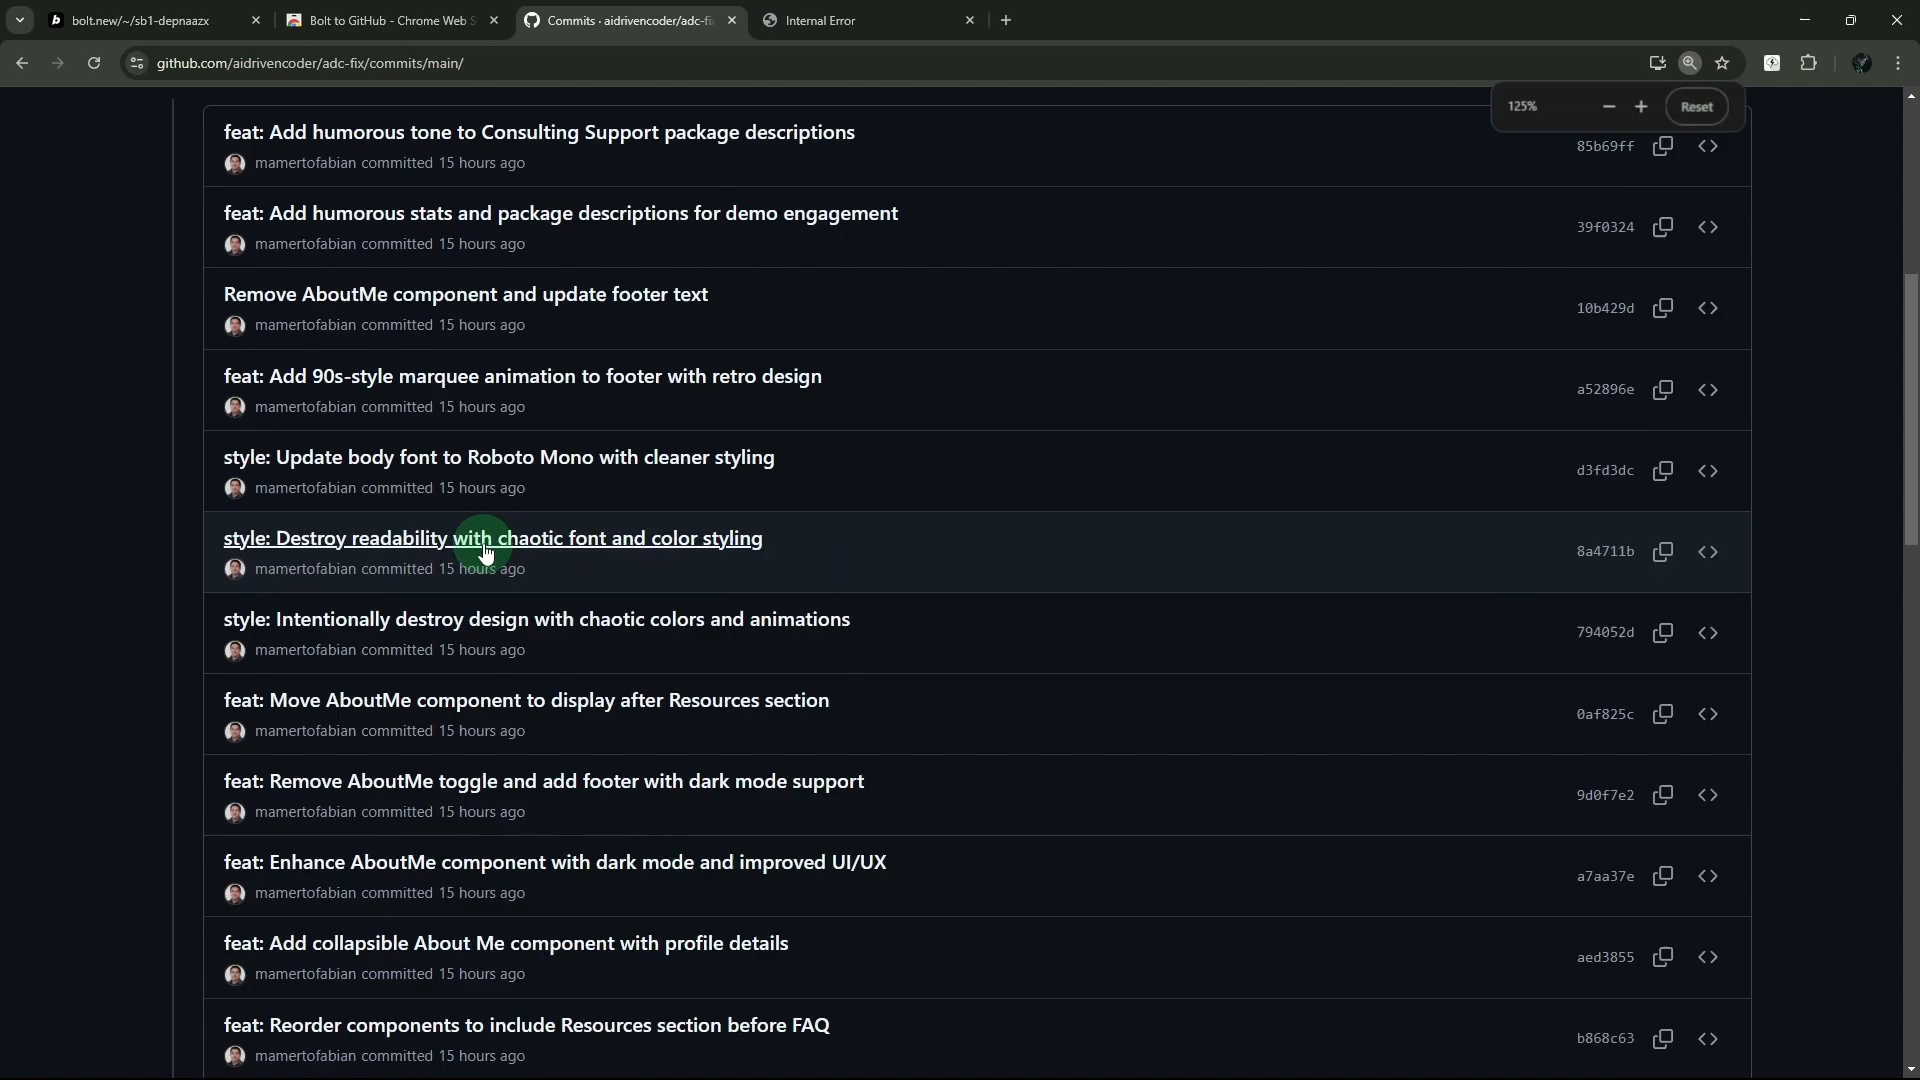 bolt.new/~/sb1-depnaazx
Bolt to GitHub - Chrome Web S
Commits · aidrivencoder/adc-fi
Internal Error
github.com/aidrivencoder/adc-fix/commits/main/
125%
Reset
feat: Add humorous tone to Consulting Support package descriptions
mamertofabian committed 15 hours ago
85b69ff
feat: Add humorous stats and package descriptions for demo engagement
mamertofabian committed 15 hours ago
39f0324
Remove AboutMe component and update footer text
mamertofabian committed 15 hours ago
10b429d
feat: Add 90s-style marquee animation to footer with retro design
mamertofabian committed 15 hours ago
a52896e
style: Update body font to Roboto Mono with cleaner styling
mamertofabian committed 15 hours ago
d3fd3dc
style: Destroy readability with chaotic font and color styling
mamertofabian committed 15 hours ago
8a4711b
style: Intentionally destroy design with chaotic colors and animations
mamertofabian committed 15 hours ago
794052d
feat: Move AboutMe component to display after Resources section
mamertofabian committed 15 hours ago
0af825c
feat: Remove AboutMe toggle and add footer with dark mode support
mamertofabian committed 15 hours ago
9d0f7e2
feat: Enhance AboutMe component with dark mode and improved UI/UX
mamertofabian committed 15 hours ago
a7aa37e
feat: Add collapsible About Me component with profile details
mamertofabian committed 15 hours ago
aed3855
feat: Reorder components to include Resources section before FAQ
mamertofabian committed 15 hours ago
b868c63